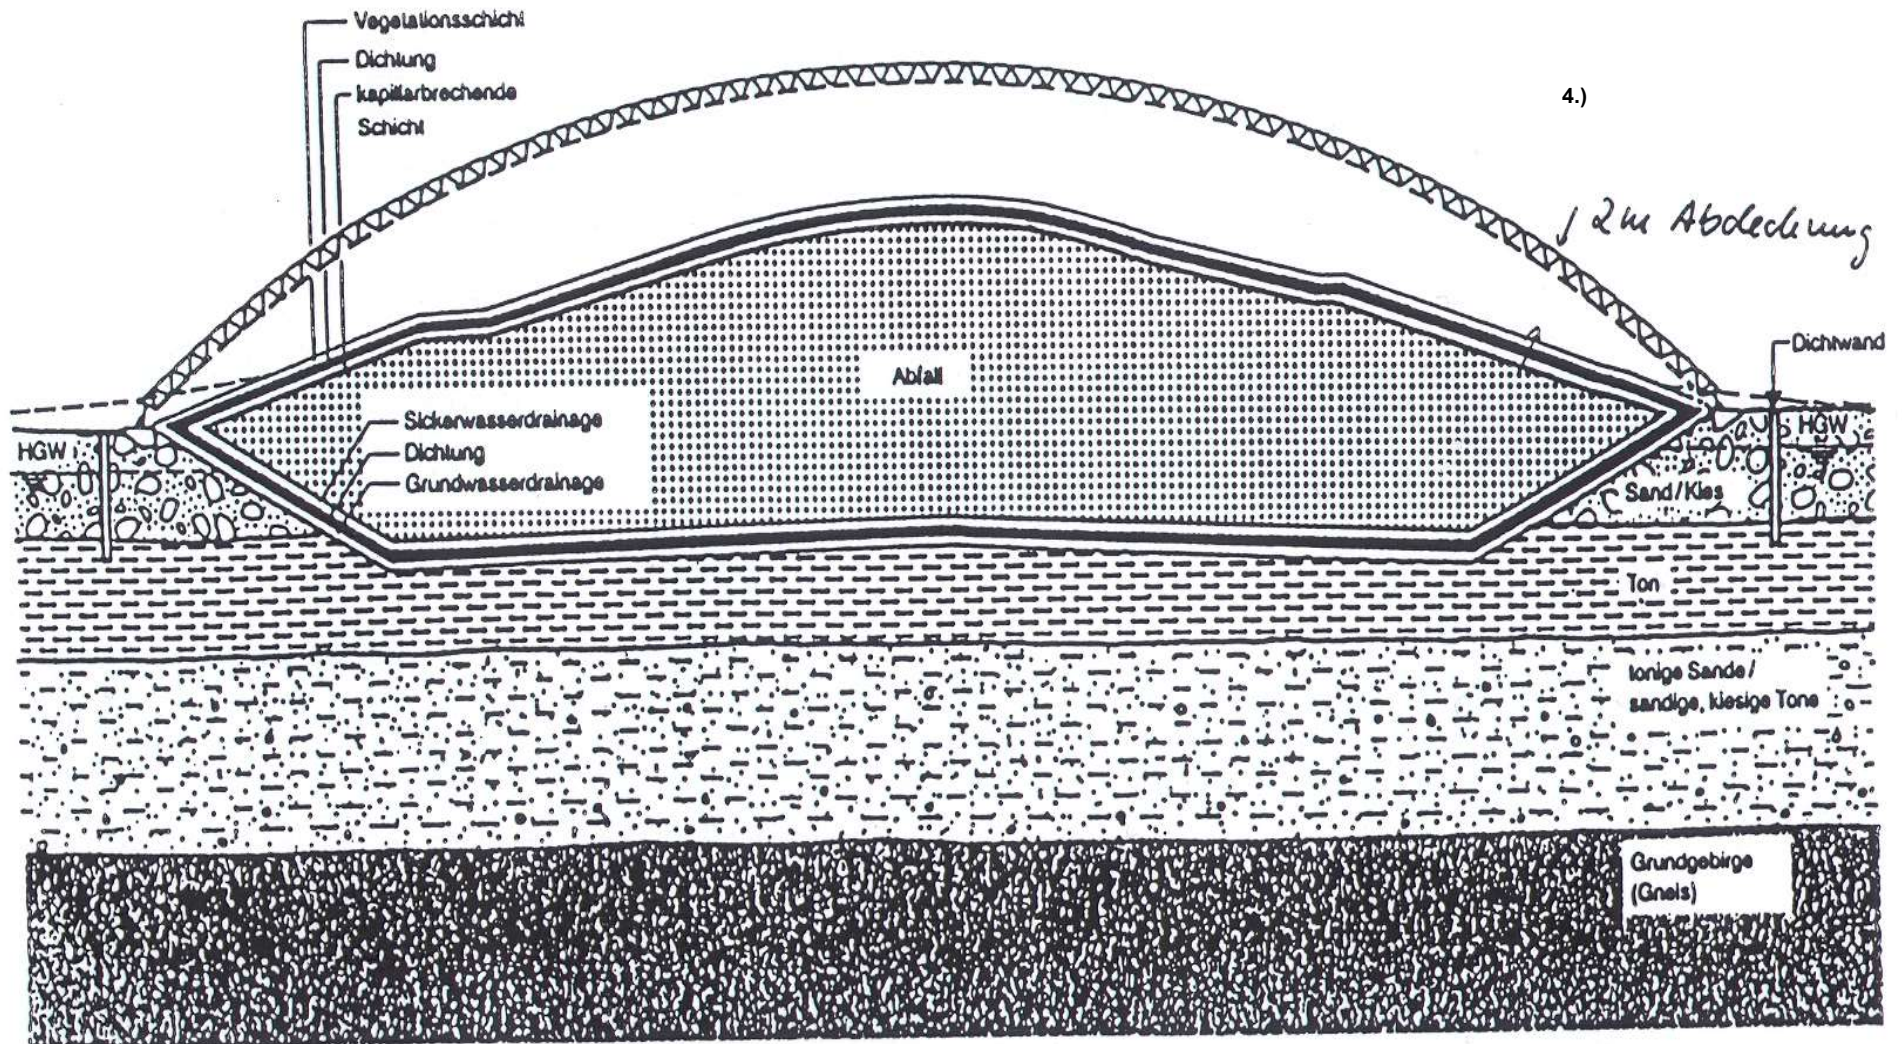 Vegetationsschicht
Dichtung
kapillarbrechende
Schicht
4.)
2m Abdeckung
Dichtwand
Abfall
Sickerwasserdrainage
Dichtung
Grundwasserdrainage
HGW
HGW
Sand/Kies
Ton
tonige Sande/
sandige, kiesige Tone
Grundgebirge
(Gneis)